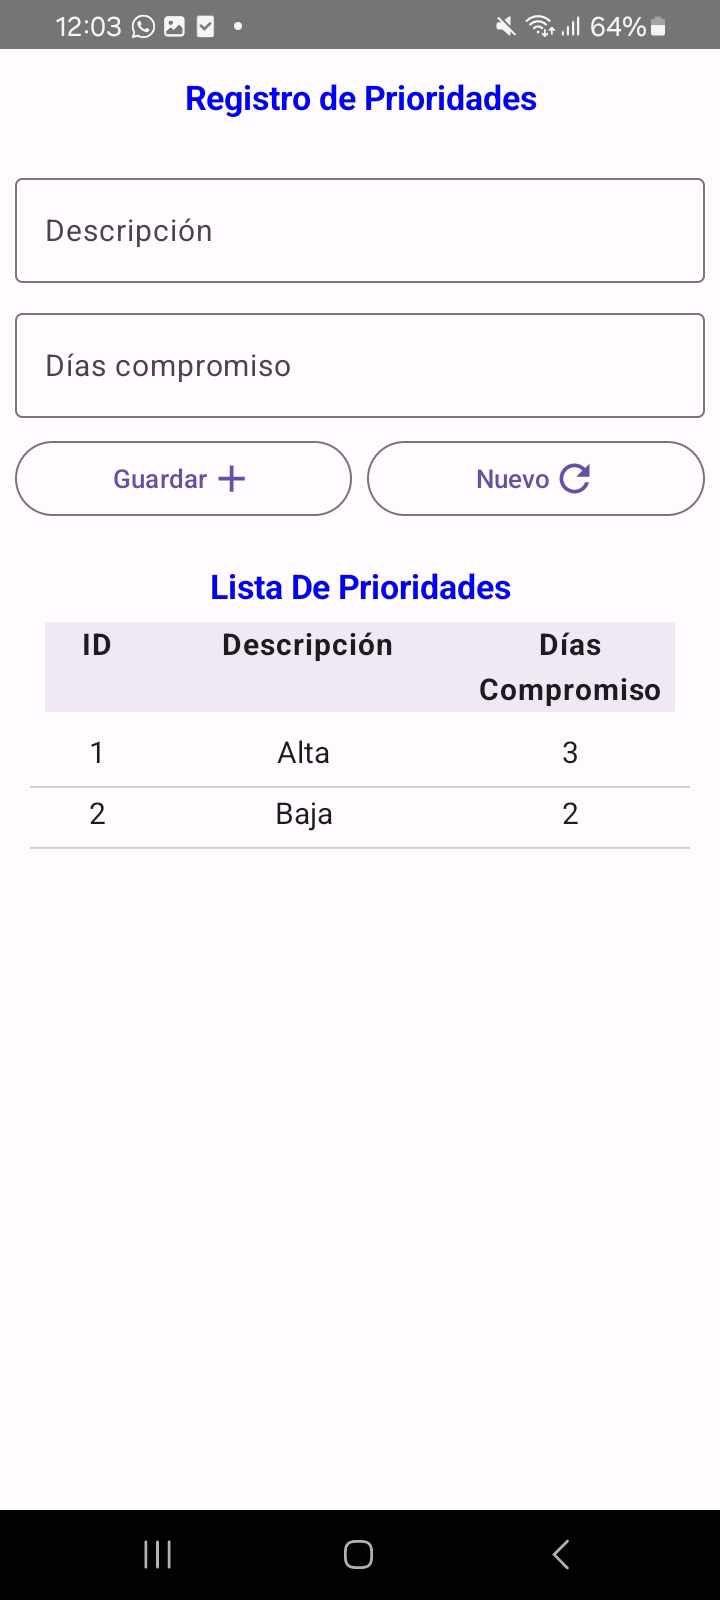 12:03 64%
Registro de Prioridades
Descripción
Días compromiso
Guardar Nuevo
Lista De Prioridades
ID Descripción Días Compromiso
1 Alta 3
2 Baja 2